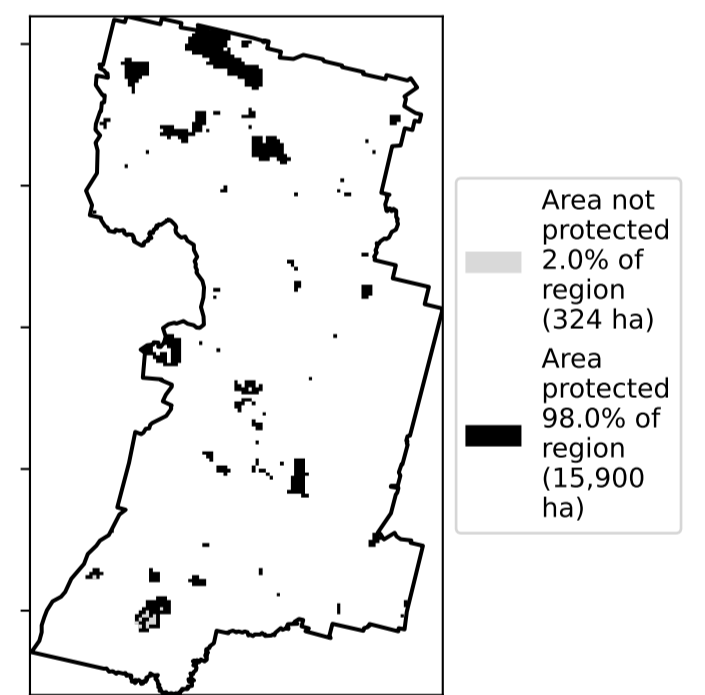 Area not
protected
2.0% of
region
(324 ha)
Area
protected
98.0% of
region
(15,900
ha)